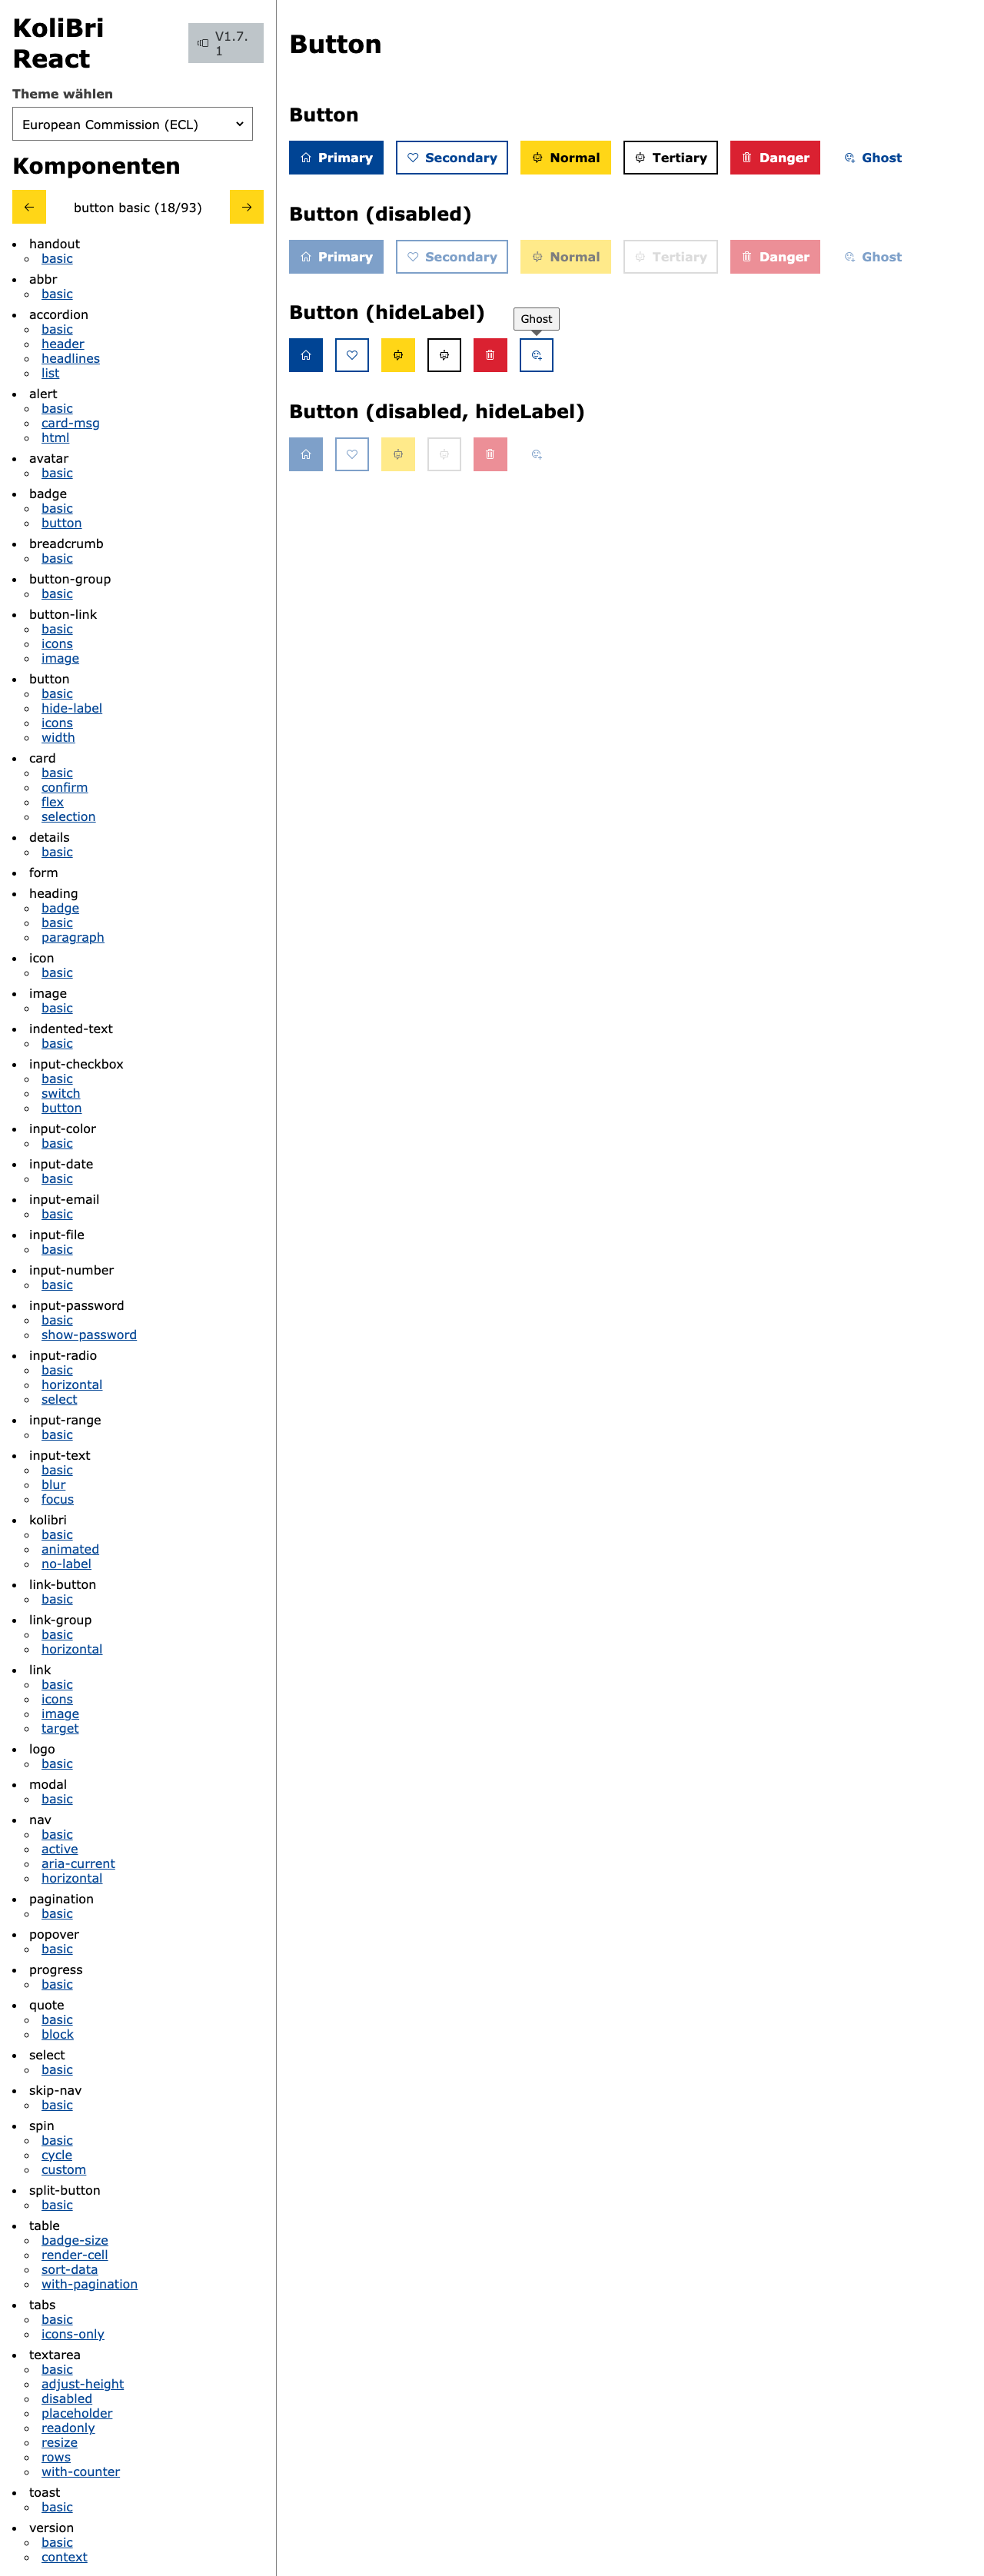 KoliBri
React
V1.7.
1
Theme wählen
European Commission (ECL)
Komponenten
button basic (18/93)
handout
basic
abbr
basic
accordion
basic
header
headlines
list
alert
basic
card-msg
html
avatar
basic
badge
basic
button
breadcrumb
basic
button-group
basic
button-link
basic
icons
image
button
basic
hide-label
icons
width
card
basic
confirm
flex
selection
details
basic
form
heading
badge
basic
paragraph
icon
basic
image
basic
indented-text
basic
input-checkbox
basic
switch
button
input-color
basic
input-date
basic
input-email
basic
input-file
basic
input-number
basic
input-password
basic
show-password
input-radio
basic
horizontal
select
input-range
basic
input-text
basic
blur
focus
kolibri
basic
animated
no-label
link-button
basic
link-group
basic
horizontal
link
basic
icons
image
target
logo
basic
modal
basic
nav
basic
active
aria-current
horizontal
pagination
basic
popover
basic
progress
basic
quote
basic
block
select
basic
skip-nav
basic
spin
basic
cycle
custom
split-button
basic
table
badge-size
render-cell
sort-data
with-pagination
tabs
basic
icons-only
textarea
basic
adjust-height
disabled
placeholder
readonly
resize
rows
with-counter
toast
basic
version
basic
context
Button
Button
Primary Secondary Normal Tertiary Danger Ghost
Button (disabled)
Primary Secondary Normal Tertiary Danger Ghost
Button (hideLabel)
Ghost
Button (disabled, hideLabel)